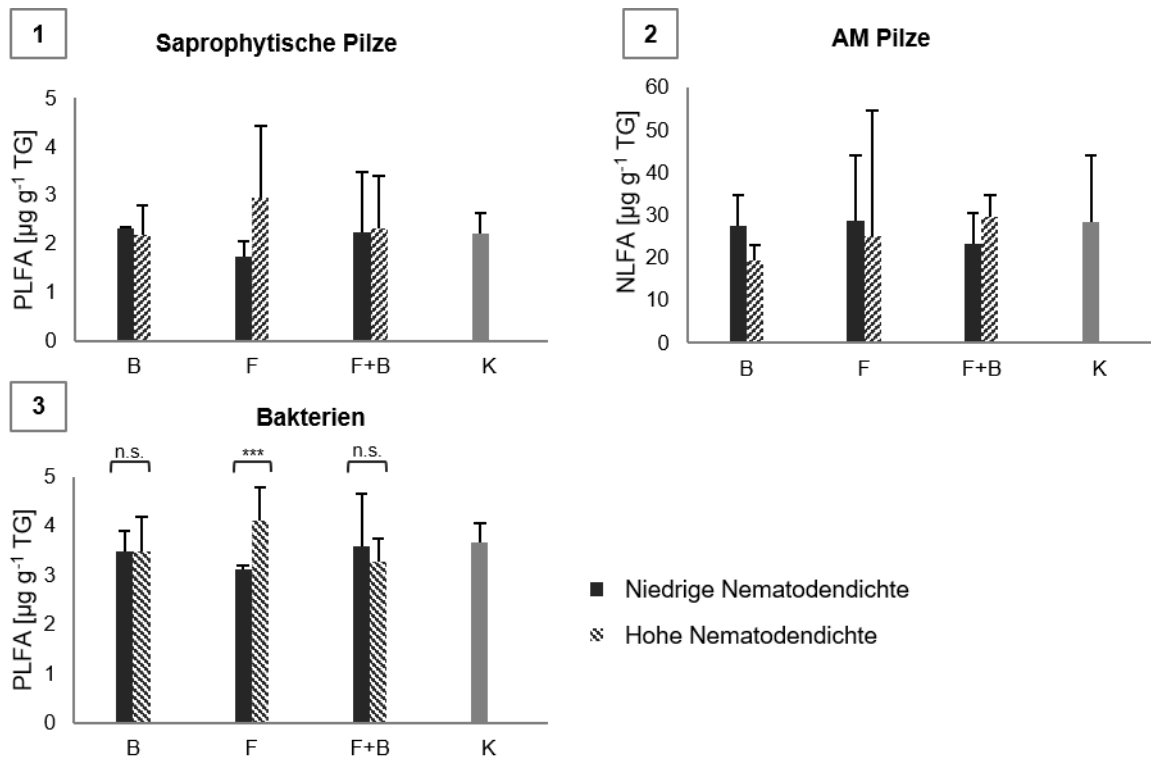 1
Saprophytische Pilze
PLFA [µg g-1 TG]
5
4
3
2
1
0
B F F+B K
2
AM Pilze
NLFA [µg g-1 TG]
60
50
40
30
20
10
0
B F F+B K
3
Bakterien
n.s. *** n.s.
PLFA [µg g-1 TG]
5
4
3
2
1
0
B F F+B K
Niedrige Nematodendichte
Hohe Nematodendichte